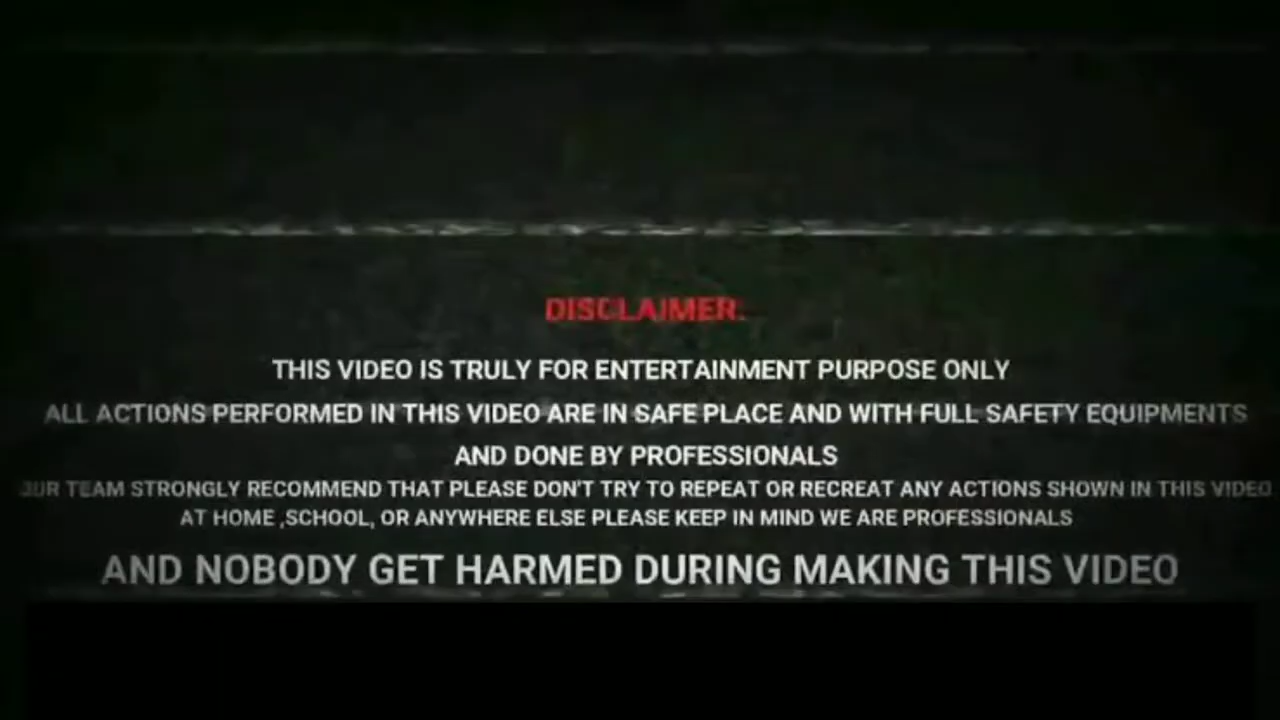 DISCLAIMER:
THIS VIDEO IS TRULY FOR ENTERTAINMENT PURPOSE ONLY
ALL ACTIONS PERFORMED IN THIS VIDEO ARE IN SAFE PLACE AND WITH FULL SAFETY EQUIPMENTS
AND DONE BY PROFESSIONALS
OUR TEAM STRONGLY RECOMMEND THAT PLEASE DON'T TRY TO REPEAT OR RECREAT ANY ACTIONS SHOWN IN THIS VIDEO
AT HOME ,SCHOOL, OR ANYWHERE ELSE PLEASE KEEP IN MIND WE ARE PROFESSIONALS
AND NOBODY GET HARMED DURING MAKING THIS VIDEO